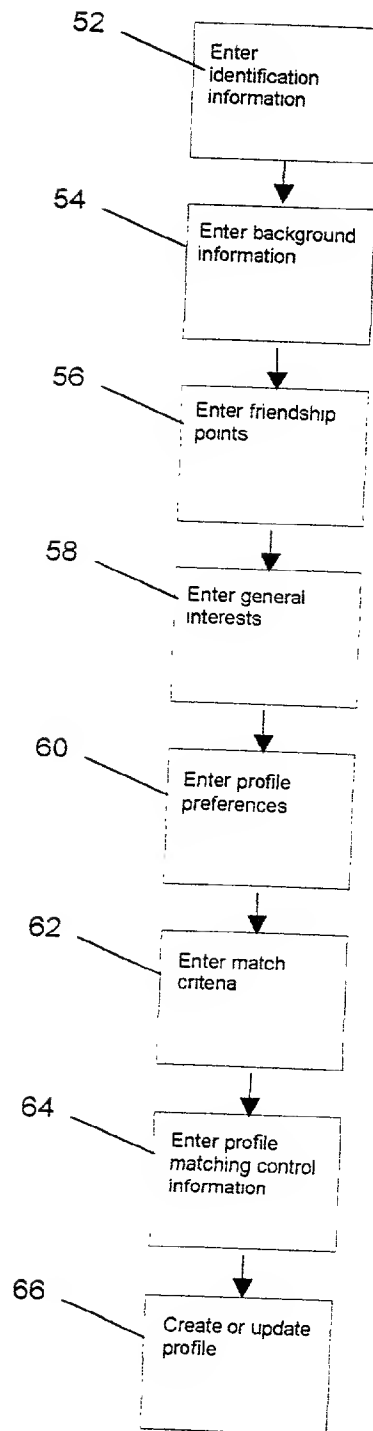 52
Enter
identification
information
54
Enter background
information
56
Enter friendship
points
58
Enter general
interests
60
Enter profile
preferences
62
Enter match
criteria
64
Enter profile
matching control
information
66
Create or update
profile